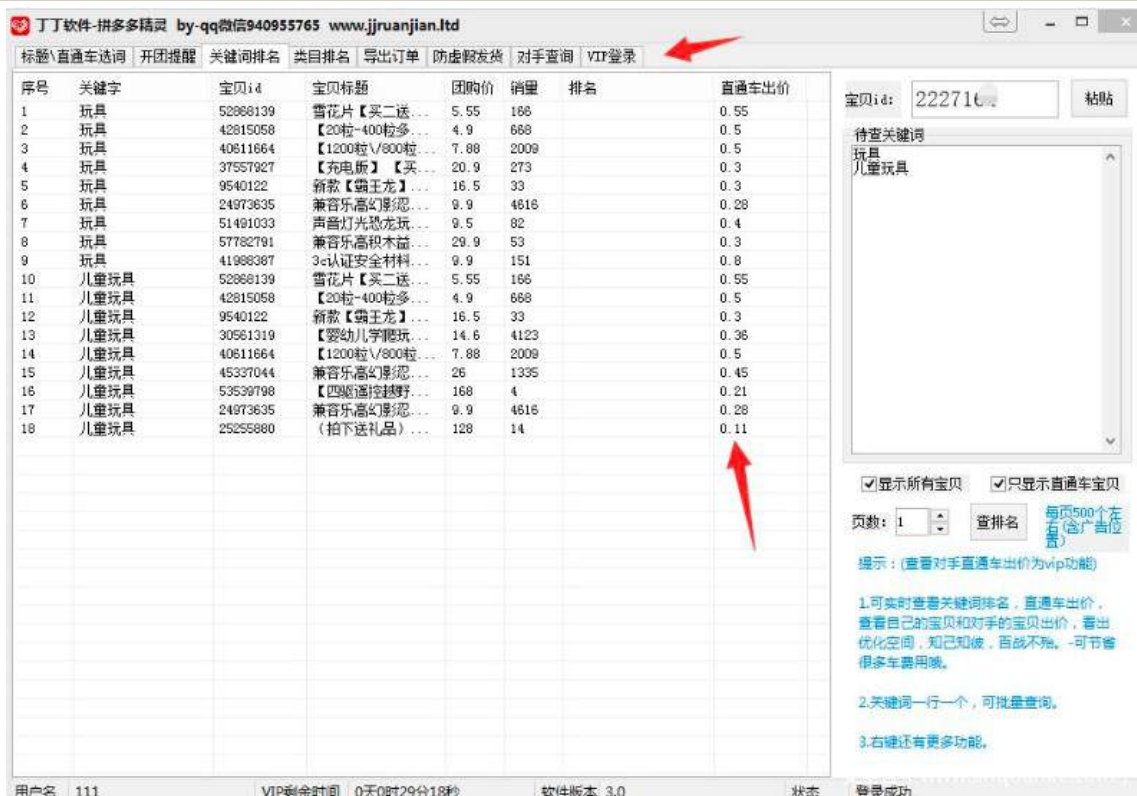 丁丁软件-拼多多精灵 by-qq微信940955765 www.jjruanjian.ltd
标题\直通车选词 开团提醒 关键词排名 类目排名 导出订单 防虚假发货 对手查询 VIP登录
序号 关键字 宝贝id 宝贝标题 团购价 销量 排名 直通车出价
1 玩具 52868139 雪花片【买二送... 5.55 166 0.55
2 玩具 42815058 【20粒-400粒多... 4.9 668 0.5
3 玩具 40611664 【1200粒\/800粒... 7.88 2009 0.5
4 玩具 37557927 【充电版】【买... 20.9 273 0.3
5 玩具 9540122 新款【霸王龙】... 16.5 33 0.3
6 玩具 24973635 兼容乐高幻影忍... 9.9 4616 0.28
7 玩具 51491033 声音灯光恐龙玩... 9.5 82 0.4
8 玩具 57782791 兼容乐高积木益... 29.9 53 0.3
9 玩具 41988387 3c认证安全材料... 9.9 151 0.8
10 儿童玩具 52868139 雪花片【买二送... 5.55 166 0.55
11 儿童玩具 42815058 【20粒-400粒多... 4.9 668 0.5
12 儿童玩具 9540122 新款【霸王龙】... 16.5 33 0.3
13 儿童玩具 30561319 【婴幼儿学爬玩... 14.6 4123 0.36
14 儿童玩具 40611664 【1200粒\/800粒... 7.88 2009 0.5
15 儿童玩具 45337044 兼容乐高幻影忍... 26 1335 0.45
16 儿童玩具 53539798 【四驱遥控越野... 168 4 0.21
17 儿童玩具 24973635 兼容乐高幻影忍... 9.9 4616 0.28
18 儿童玩具 25255880 （拍下送礼品）... 128 14 0.11
宝贝id: 222716 粘贴
待查关键词
玩具
儿童玩具
显示所有宝贝 只显示直通车宝贝
页数: 1 查排名 每页500个左
右(含广告位
置)
提示：(查看对手直通车出价为vip功能)
1.可实时查看关键词排名，直通车出价，
查看自己的宝贝和对手的宝贝出价，看出
优化空间，知己知彼，百战不殆。-可节省
很多车费用哦。
2.关键词一行一个，可批量查询。
3.右键还有更多功能。
用户名 111 VIP剩余时间 0天0时29分18秒 软件版本 3.0 状态 登录成功